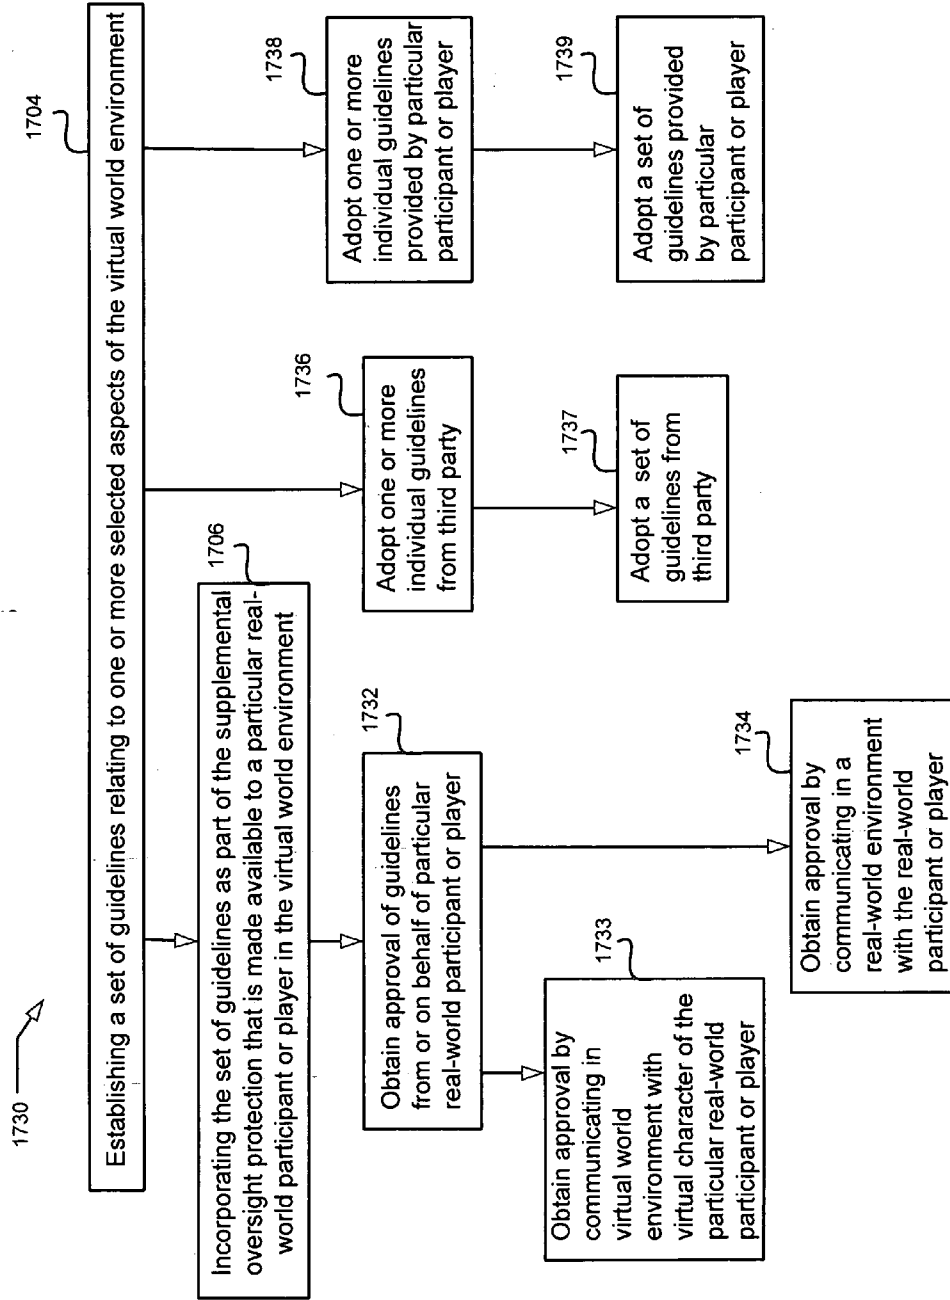 1730
1704
Establishing a set of guidelines relating to one or more selected aspects of the virtual world environment
1706
Incorporating the set of guidelines as part of the supplemental
oversight protection that is made available to a particular real-
world participant or player in the virtual world environment
1732
Obtain approval of guidelines
from or on behalf of particular
real-world participant or player
1733
Obtain approval by
communicating in
virtual world
environment with
virtual character of the
particular real-world
participant or player
1734
Obtain approval by
communicating in a
real-world environment
with the real-world
participant or player
1736
Adopt one or more
individual guidelines
from third party
1737
Adopt a set of
guidelines from
third party
1738
Adopt one or more
individual guidelines
provided by particular
participant or player
1739
Adopt a set of
guidelines provided
by particular
participant or player